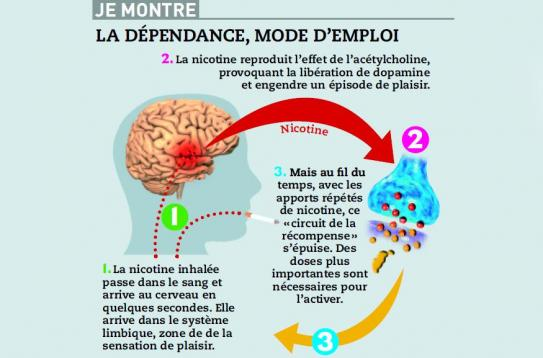 JE MONTRE
LA DÉPENDANCE, MODE D'EMPLOI
2. La nicotine reproduit l'effet de l'acétylcholine,
provoquant la libération de dopamine
et engendre un épisode de plaisir.
Nicotine
2
3. Mais au fil du
temps, avec les
apports répétés
de nicotine, ce
«circuit de la
récompense»
s'épuise. Des
doses plus
importantes sont
nécessaires pour
l'activer.
1
1. La nicotine inhalée
passe dans le sang et
arrive au cerveau en
quelques secondes. Elle
arrive dans le système
limbique, zone de de la
sensation de plaisir.
3